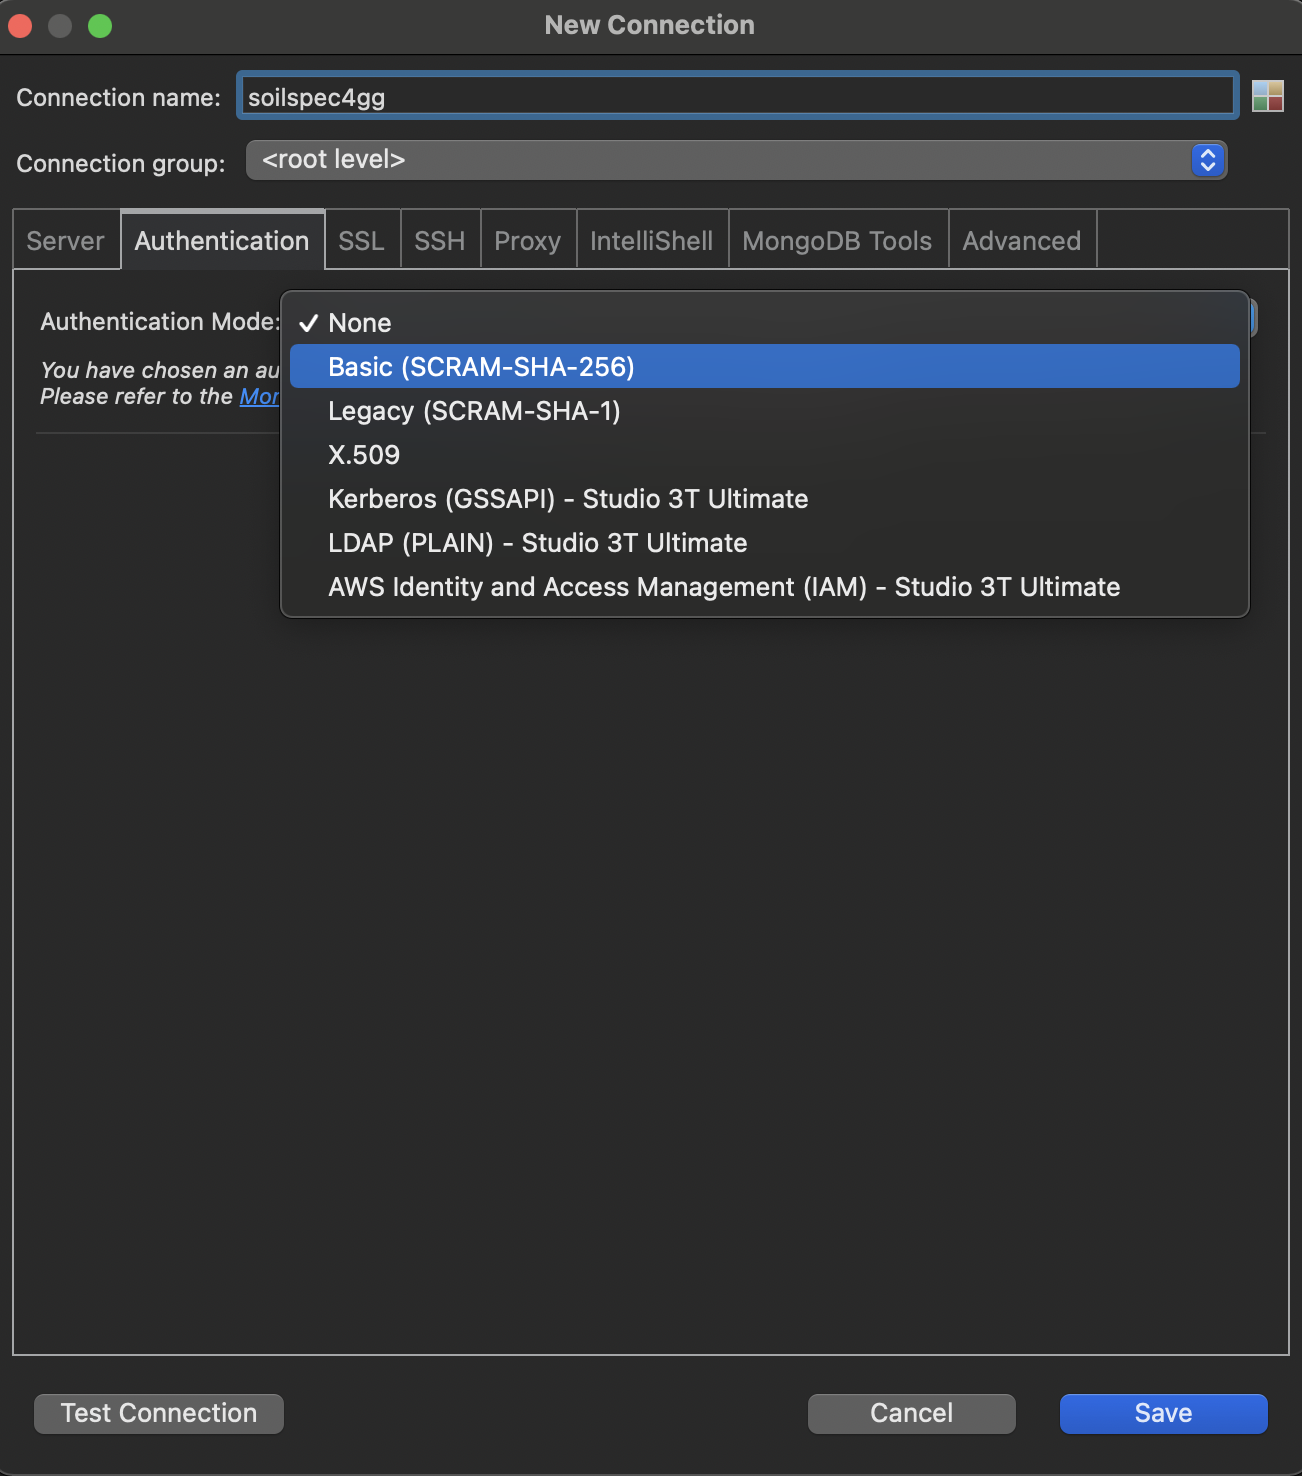 New Connection
Connection name: soilspec4gg
Connection group: <root level>
Server Authentication SSL SSH Proxy IntelliShell MongoDB Tools Advanced
Authentication Mode:
None
You have chosen an au
Basic (SCRAM-SHA-256)
Please refer to the Mor
Legacy (SCRAM-SHA-1)
X.509
Kerberos (GSSAPI) - Studio 3T Ultimate
LDAP (PLAIN) - Studio 3T Ultimate
AWS Identity and Access Management (IAM) - Studio 3T Ultimate
Test Connection Cancel Save